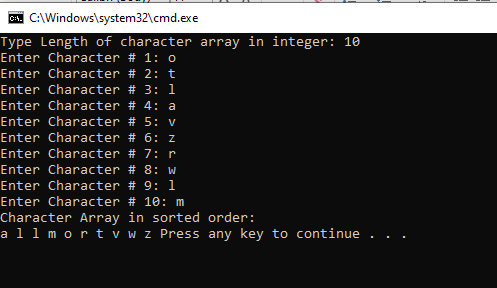 C:\Windows\system32\cmd.exe
Type Length of character array in integer: 10
Enter Character # 1: o
Enter Character # 2: t
Enter Character # 3: l
Enter Character # 4: a
Enter Character # 5: v
Enter Character # 6: z
Enter Character # 7: r
Enter Character # 8: w
Enter Character # 9: l
Enter Character # 10: m
Character Array in sorted order:
a l l m o r t v w z Press any key to continue . . .